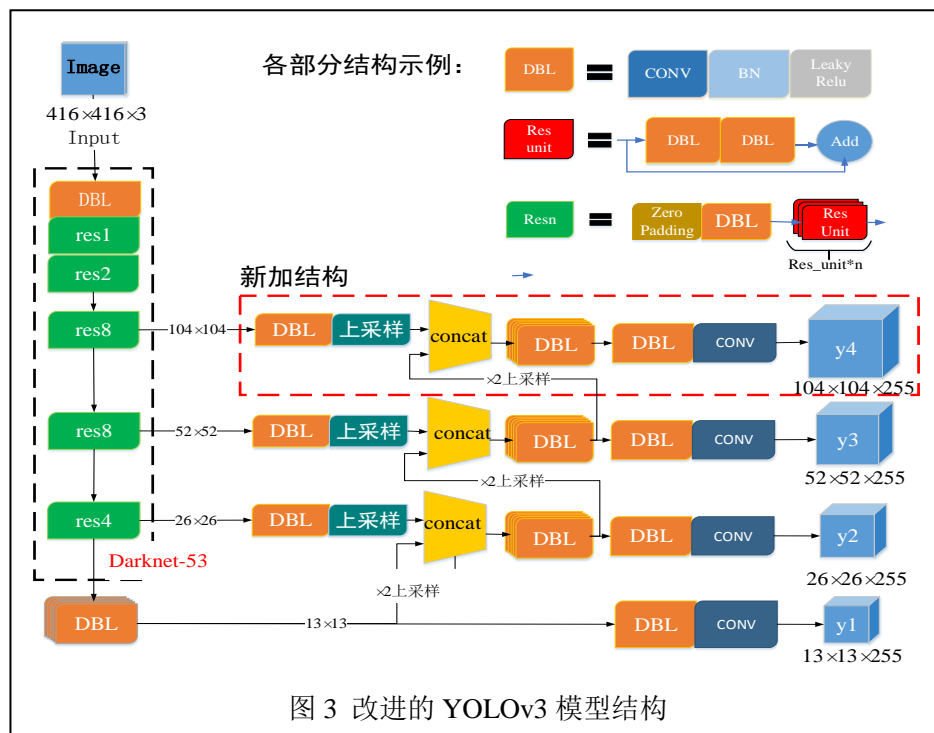 Image
416×416×3
Input
各部分结构示例：
DBL
CONV
BN
Leaky
Relu
Res
unit
DBL
DBL
Add
Resn
Zero
Padding
DBL
Res
Unit
Res_unit*n
DBL
res1
res2
res8
res8
res4
Darknet-53
DBL
新加结构
104×104
DBL
上采样
concat
DBL
DBL
CONV
y4
104×104×255
×2上采样
52×52
DBL
上采样
concat
DBL
DBL
CONV
y3
52×52×255
×2上采样
26×26
DBL
上采样
concat
DBL
DBL
CONV
y2
26×26×255
×2上采样
13×13
DBL
CONV
y1
13×13×255
图 3 改进的 YOLOv3 模型结构